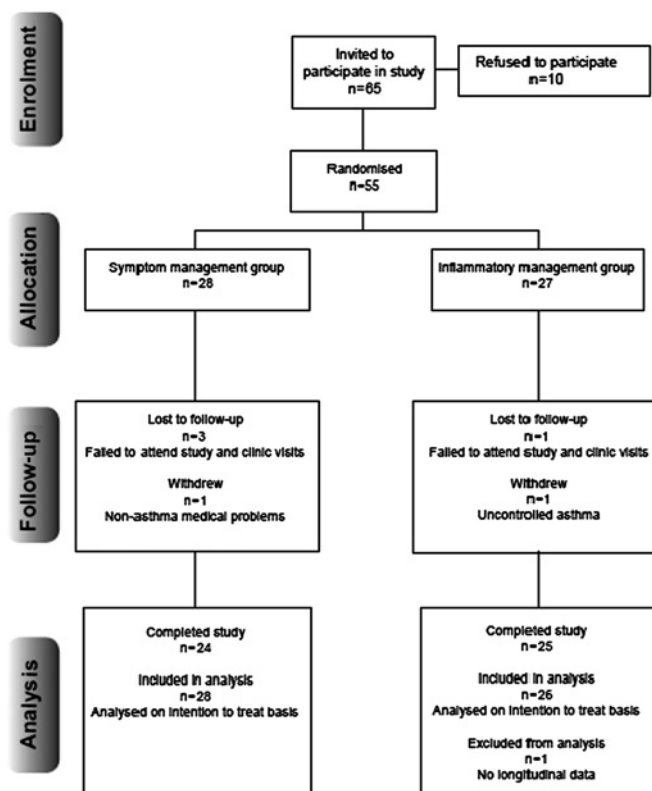 Enrolment
Invited to
participate in study
n=65
Refused to participate
n=10
Randomised
n=55
Allocation
Symptom management group
n=28
Inflammatory management group
n=27
Follow-up
Lost to follow-up
n=3
Failed to attend study and clinic visits
Withdrew
n=1
Non-asthma medical problems
Lost to follow-up
n=1
Failed to attend study and clinic visits
Withdrew
n=1
Uncontrolled asthma
Analysis
Completed study
n=24
Included in analysis
n=28
Analysed on intention to treat basis
Completed study
n=25
Included in analysis
n=26
Analysed on intention to treat basis
Excluded from analysis
n=1
No longitudinal data